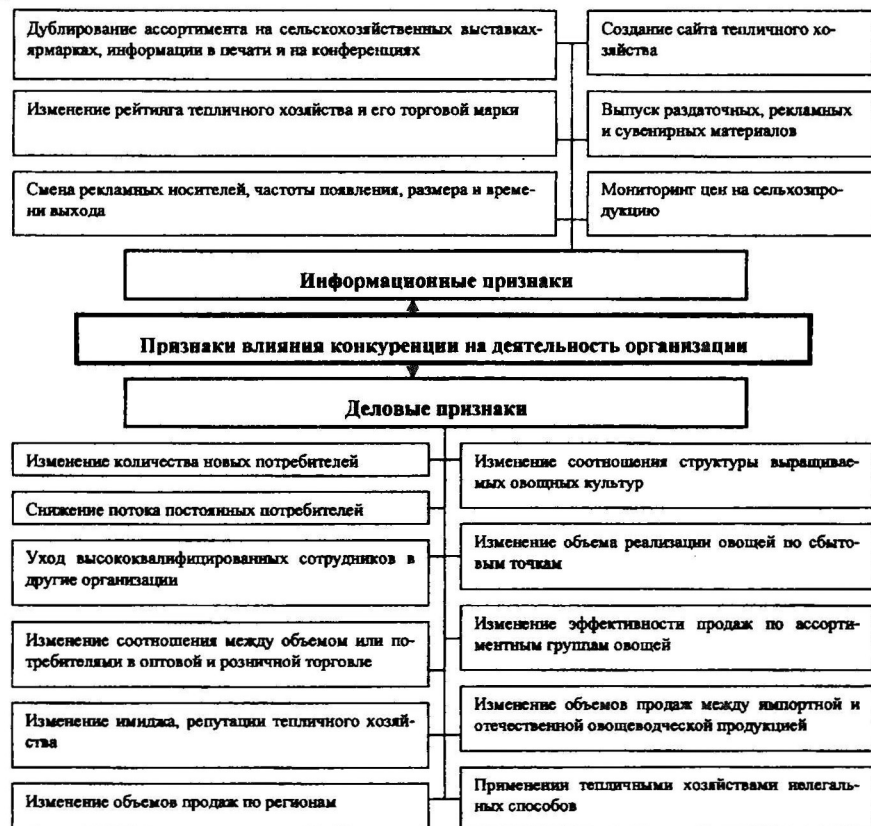 Дублирование ассортимента на сельскохозяйственных выставках-
ярмарках, информации в печати и на конференциях
Создание сайта тепличного хо-
зяйства
Изменение рейтинга тепличного хозяйства и его торговой марки
Выпуск раздаточных, рекламных
и сувенирных материалов
Смена рекламных носителей, частоты появления, размера и време-
ни выхода
Мониторинг цен на сельхозпро-
дукцию
Информационные признаки
Признаки влияния конкуренции на деятельность организации
Деловые признаки
Изменение количества новых потребителей
Снижение потока постоянных потребителей
Уход высококвалифицированных сотрудников в
другие организации
Изменение соотношения между объемом или по-
требителями в оптовой и розничной торговле
Изменение имиджа, репутации тепличного хозяй-
ства
Изменение объемов продаж по регионам
Изменение соотношения структуры выращивае-
мых овощных культур
Изменение объема реализации овощей по сбыто-
вым точкам
Изменение эффективности продаж по ассорти-
ментным группам овощей
Изменение объемов продаж между импортной и
отечественной овощеводческой продукцией
Применении тепличными хозяйствами нелегаль-
ных способов